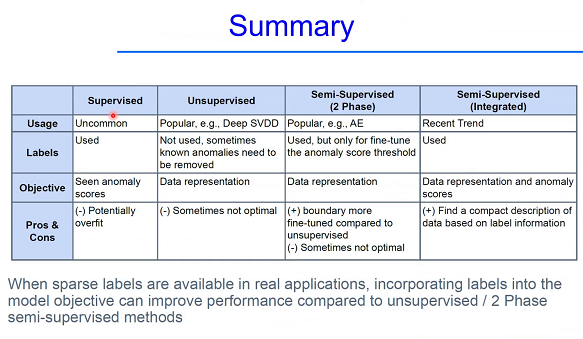 Summary
Supervised
Unsupervised
Semi-Supervised
(2 Phase)
Semi-Supervised
(Integrated)
Usage
Uncommon
Popular, e.g., Deep SVDD
Popular, e.g., AE
Recent Trend
Labels
Used
Not used, sometimes
known anomalies need to
be removed
Used, but only for fine-tune
the anomaly score threshold
Used
Objective
Seen anomaly
scores
Data representation
Data representation
Data representation and anomaly
scores
Pros &
Cons
(-) Potentially
overfit
(-) Sometimes not optimal
(+) boundary more
fine-tuned compared to
unsupervised
(-) Sometimes not optimal
(+) Find a compact description of
data based on label information
When sparse labels are available in real applications, incorporating labels into the
model objective can improve performance compared to unsupervised / 2 Phase
semi-supervised methods